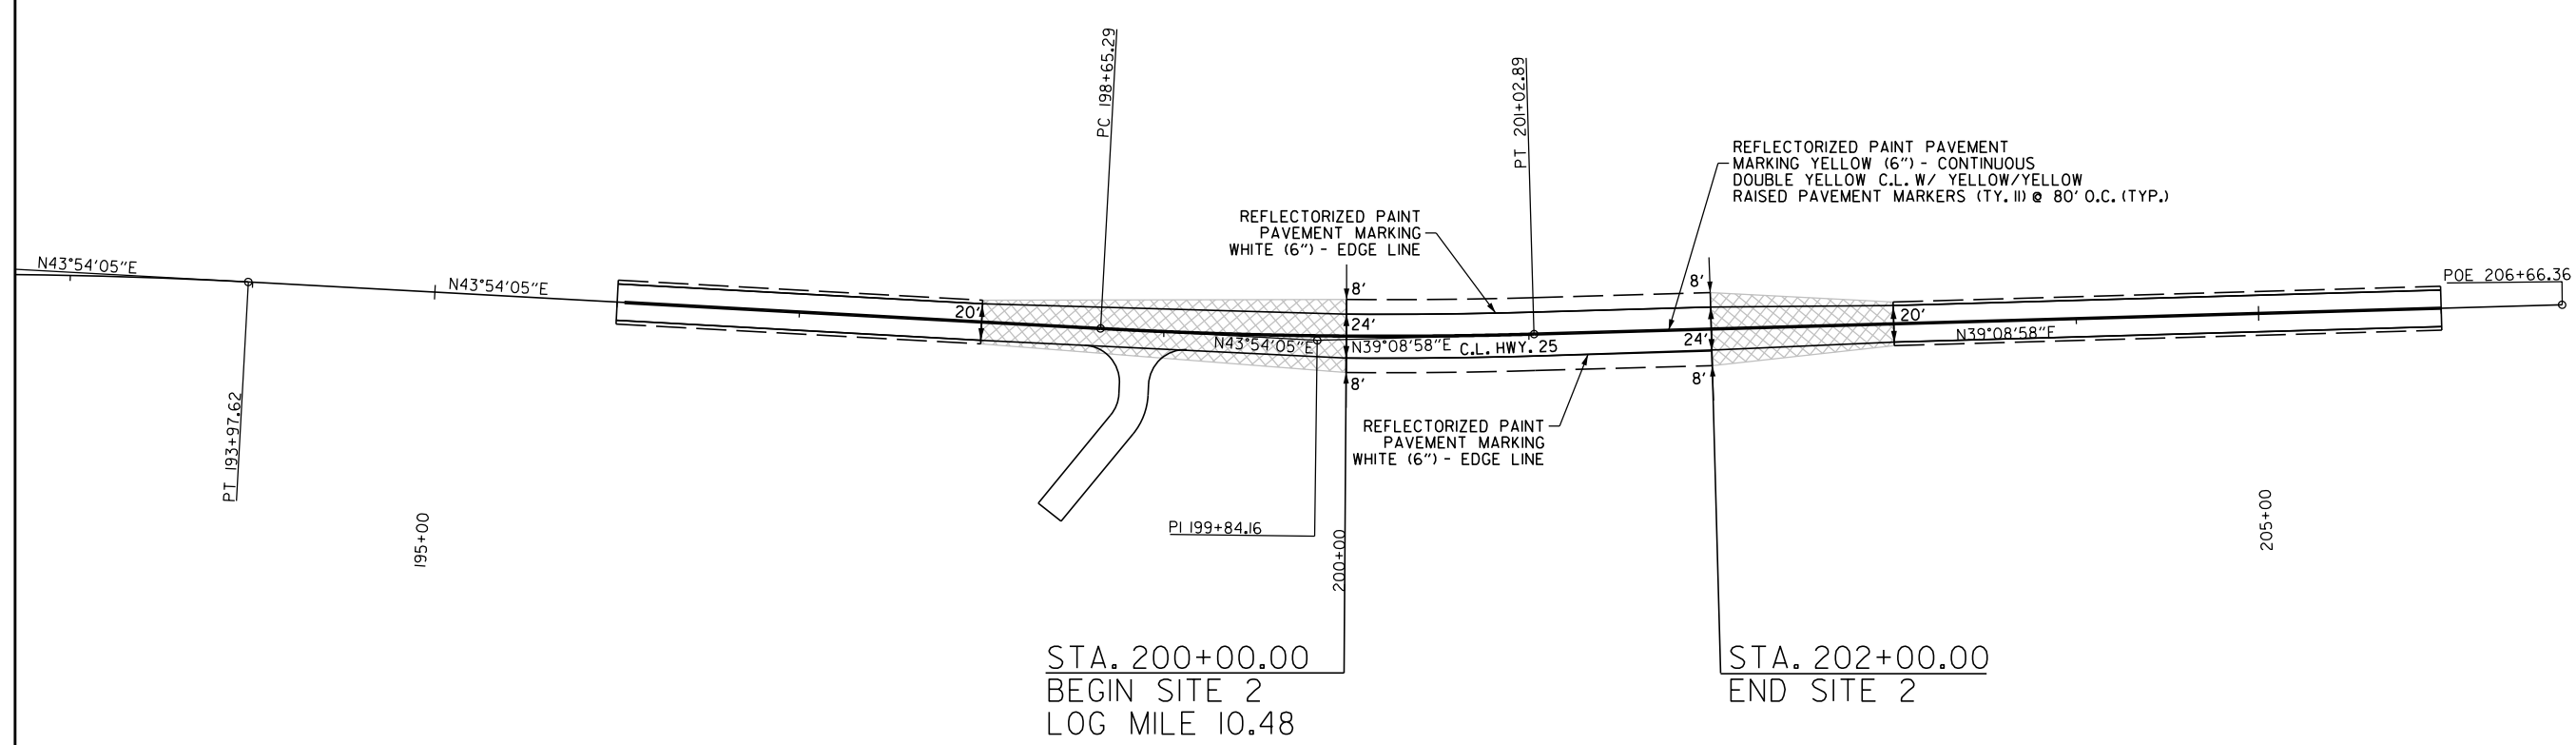 PC 198+65.29
PT 201+02.89
REFLECTORIZED PAINT PAVEMENT
MARKING YELLOW (6") - CONTINUOUS
DOUBLE YELLOW C.L. W/ YELLOW/YELLOW
RAISED PAVEMENT MARKERS (TY. II) @ 80' O.C. (TYP.)
REFLECTORIZED PAINT
PAVEMENT MARKING
WHITE (6") - EDGE LINE
N43°54'05"E
N43°54'05"E
POE 206+66.36
8'
8'
20'
24'
20'
N43°54'05"E
N39°08'58"E
C.L. HWY. 25
24'
N39°08'58"E
8'
8'
PT 193+97.62
REFLECTORIZED PAINT
PAVEMENT MARKING
WHITE (6") - EDGE LINE
195+00
PI 199+84.16
200+00
205+00
STA. 200+00.00
BEGIN SITE 2
LOG MILE 10.48
STA. 202+00.00
END SITE 2